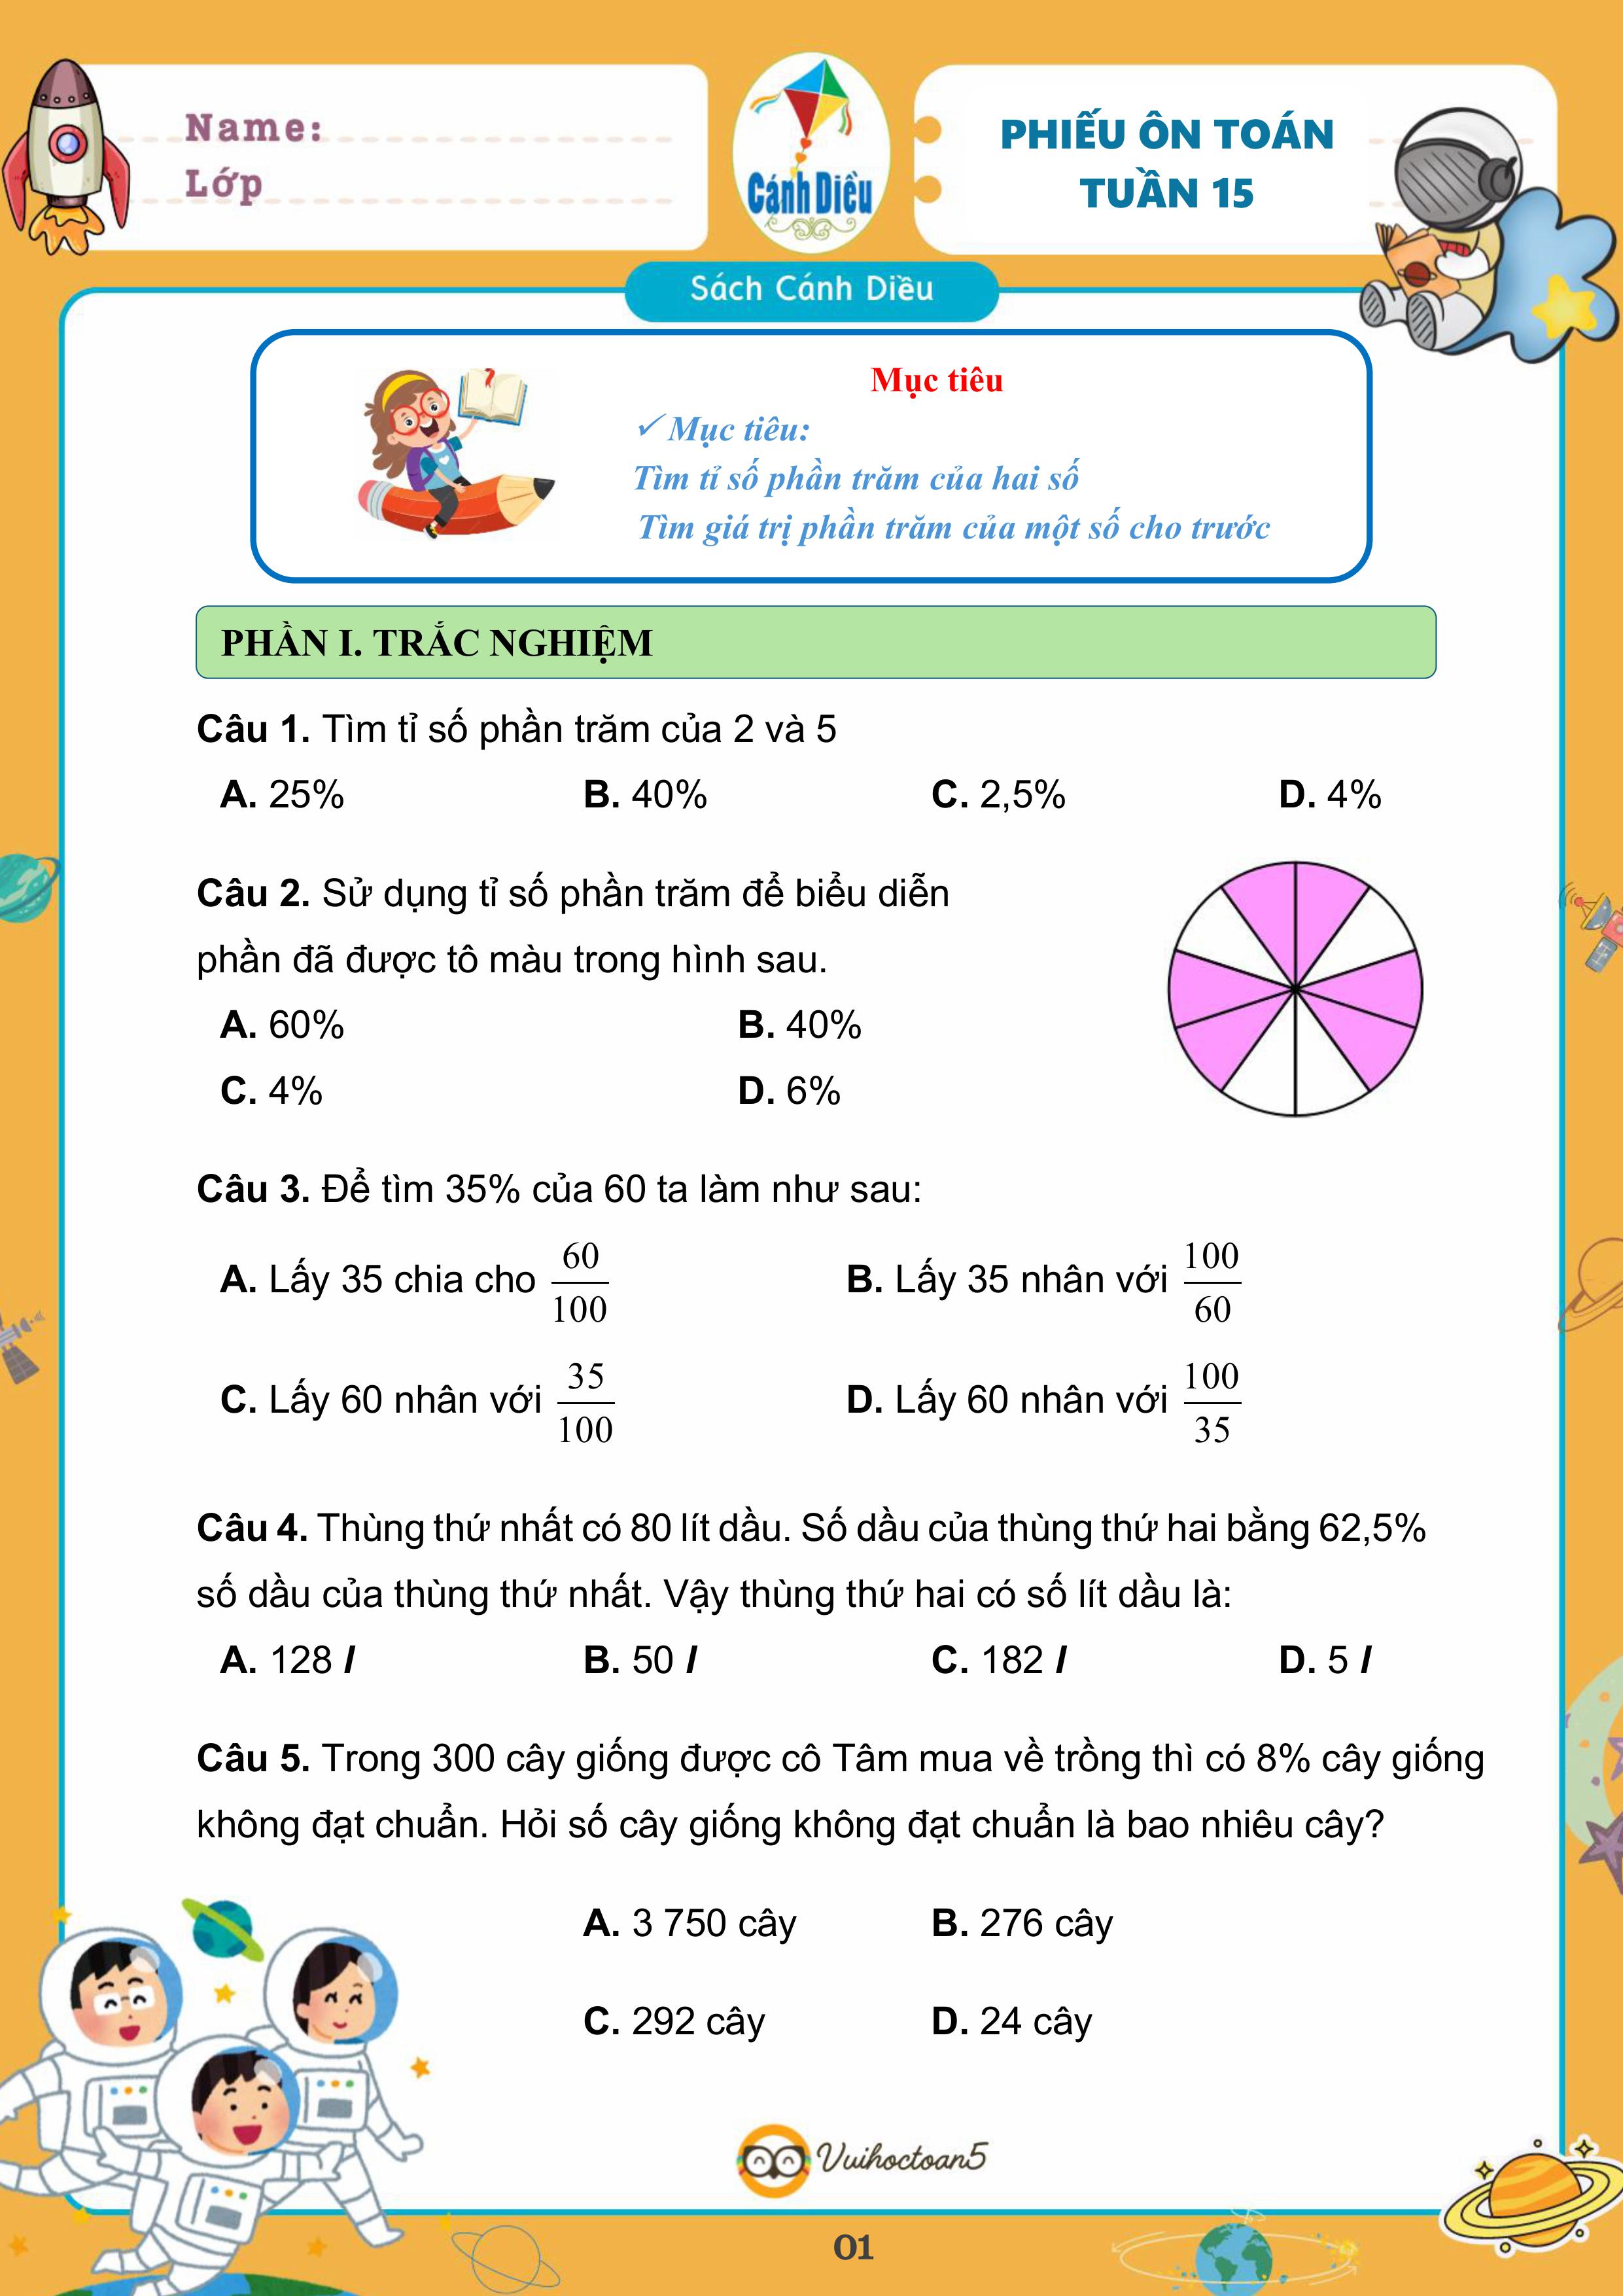 Name:
Lớp
Cánh Diều
PHIẾU ÔN TOÁN
TUẦN 15
Sách Cánh Diều
Mục tiêu
✓ Mục tiêu:
Tìm tỉ số phần trăm của hai số
Tìm giá trị phần trăm của một số cho trước
PHẦN I. TRẮC NGHIỆM
Câu 1. Tìm tỉ số phần trăm của 2 và 5
A. 25% B. 40% C. 2,5% D. 4%
Câu 2. Sử dụng tỉ số phần trăm để biểu diễn
phần đã được tô màu trong hình sau.
A. 60% B. 40%
C. 4% D. 6%
Câu 3. Để tìm 35% của 60 ta làm như sau:
A. Lấy 35 chia cho 60/100 B. Lấy 35 nhân với 100/60
C. Lấy 60 nhân với 35/100 D. Lấy 60 nhân với 100/35
Câu 4. Thùng thứ nhất có 80 lít dầu. Số dầu của thùng thứ hai bằng 62,5%
số dầu của thùng thứ nhất. Vậy thùng thứ hai có số lít dầu là:
A. 128 l B. 50 l C. 182 l D. 5 l
Câu 5. Trong 300 cây giống được cô Tâm mua về trồng thì có 8% cây giống
không đạt chuẩn. Hỏi số cây giống không đạt chuẩn là bao nhiêu cây?
A. 3 750 cây B. 276 cây
C. 292 cây D. 24 cây
Vuihoctoan5
01